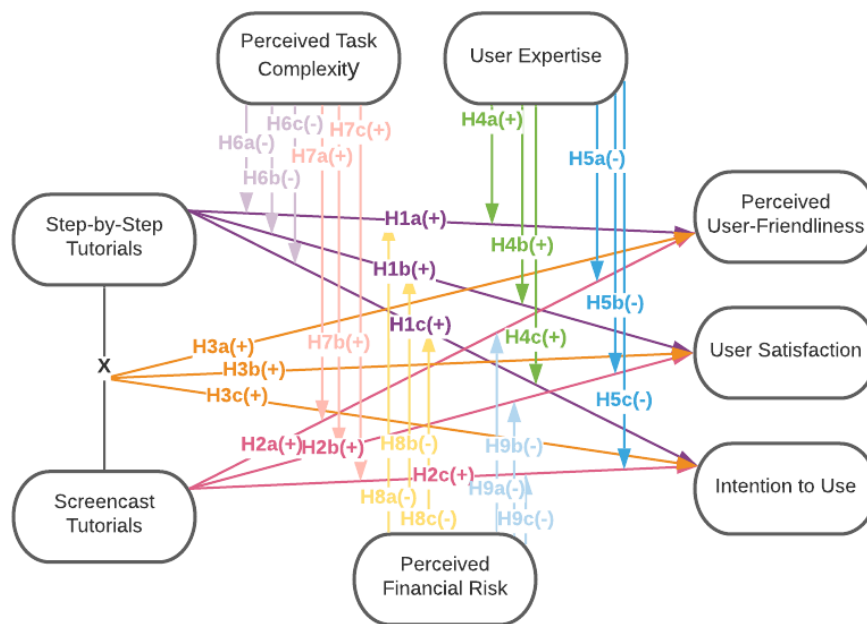 Perceived Task
Complexity
User Expertise
H6a(-)
H6b(-)
H6c(-)
H7a(+)
H7b(+)
H7c(+)
H4a(+)
H4b(+)
H4c(+)
H5a(-)
H5b(-)
H5c(-)
Step-by-Step
Tutorials
H1a(+)
H1b(+)
H1c(+)
Perceived
User-Friendliness
X
H3a(+)
H3b(+)
H3c(+)
User Satisfaction
H2a(+)
H2b(+)
H2c(+)
H8a(-)
H8b(-)
H8c(-)
H9a(-)
H9b(-)
H9c(-)
Screencast
Tutorials
Intention to Use
Perceived
Financial Risk